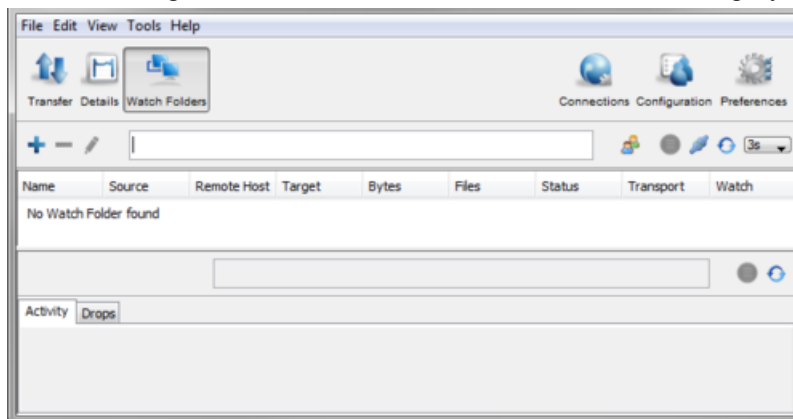 File Edit View Tools Help
Transfer Details Watch Folders Connections Configuration Preferences
3s
Name Source Remote Host Target Bytes Files Status Transport Watch
No Watch Folder found
Activity Drops